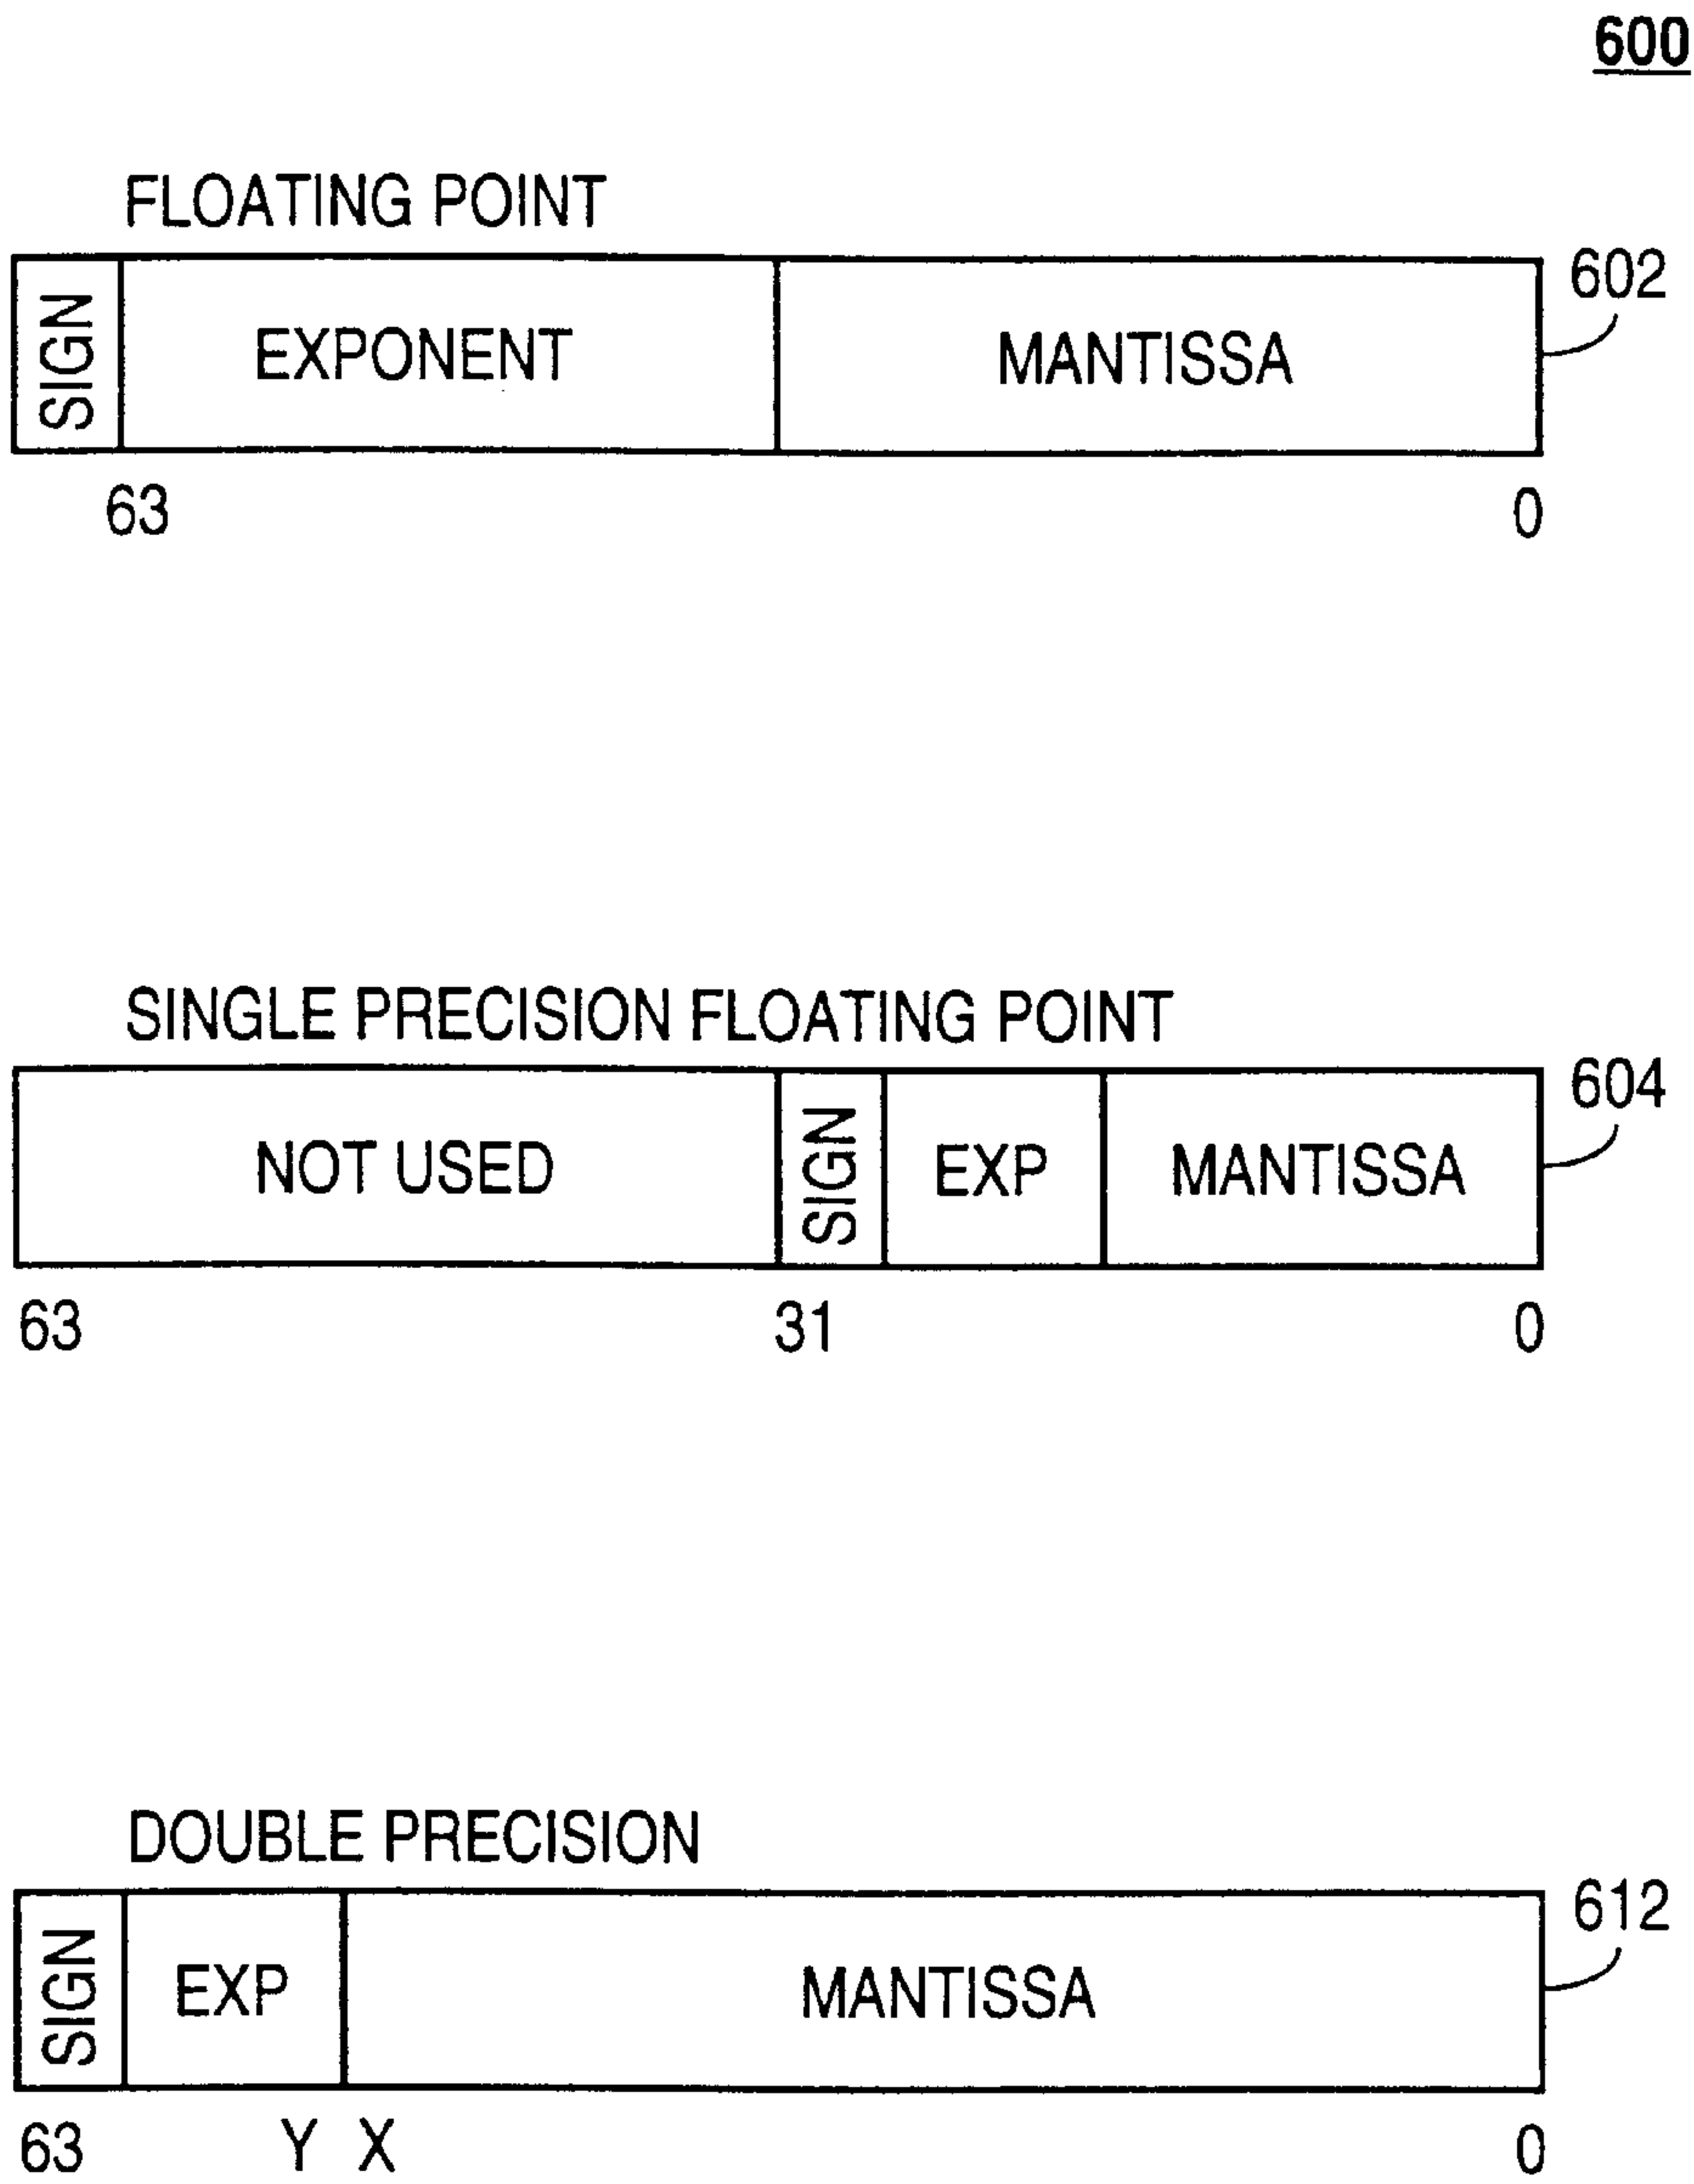 600
FLOATING POINT
SIGN EXPONENT MANTISSA 602
63 0
SINGLE PRECISION FLOATING POINT
NOT USED SIGN EXP MANTISSA 604
63 31 0
DOUBLE PRECISION
SIGN EXP MANTISSA 612
63 Y X 0